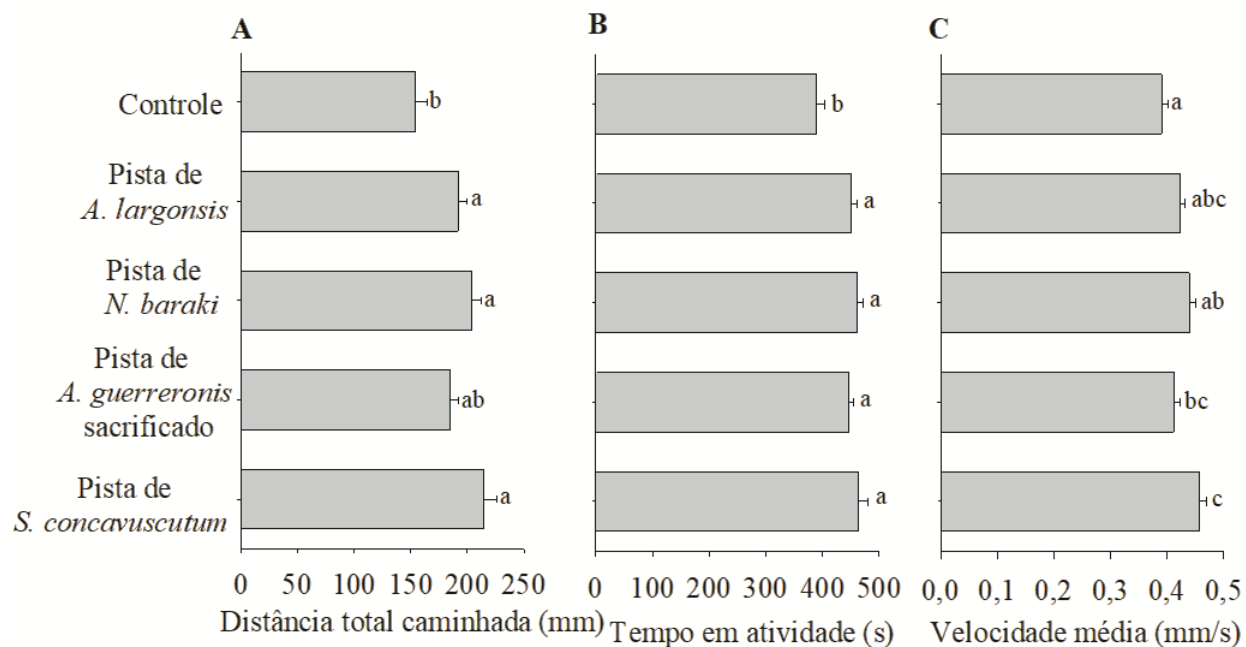 A
B
C
Controle
b
b
a
Pista de
A. largonsis
a
a
abc
Pista de
N. baraki
a
a
ab
Pista de
A. guerreronis
sacrificado
ab
a
bc
Pista de
S. concavuscutum
a
a
c
0 50 100 150 200 250
0 100 200 300 400 500
0,0 0,1 0,2 0,3 0,4 0,5
Distância total caminhada (mm)
Tempo em atividade (s)
Velocidade média (mm/s)